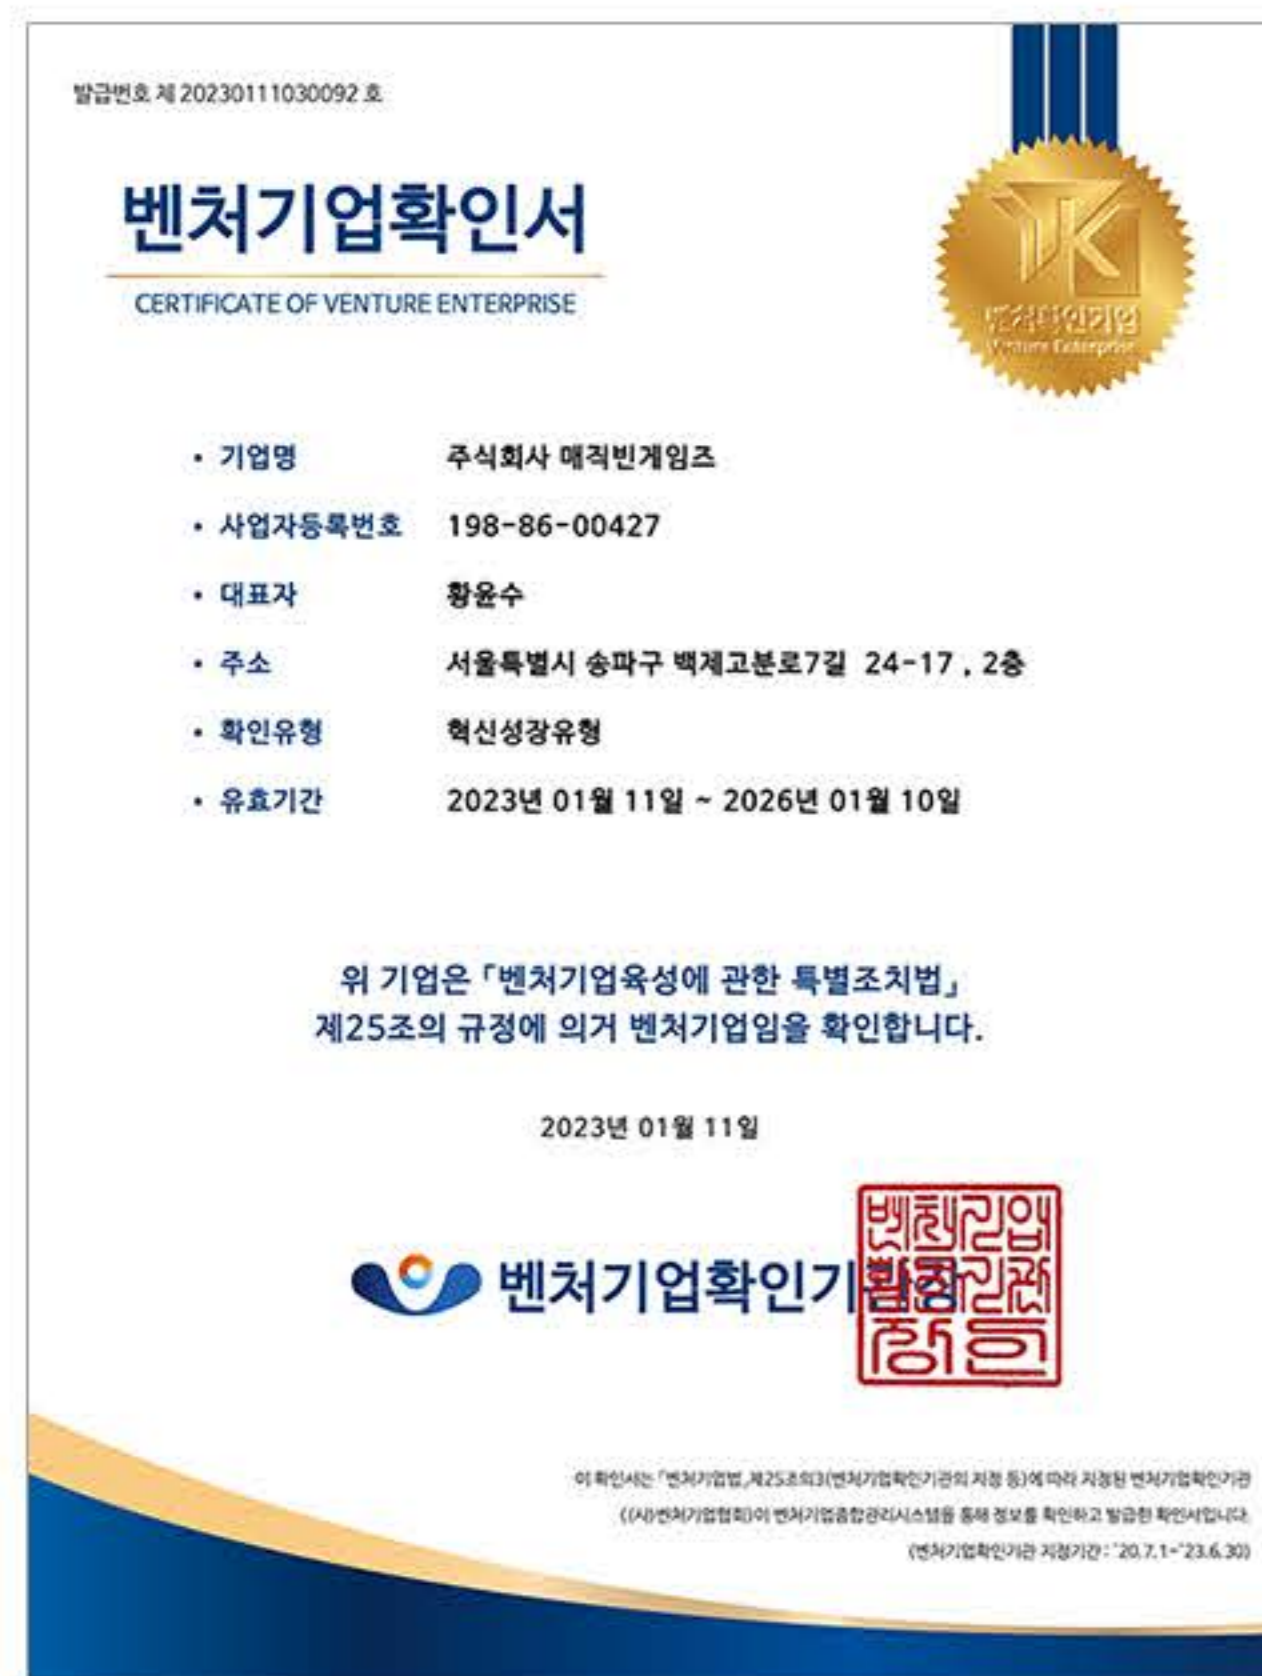 발급번호 제 20230111030092 호
벤처기업확인서
CERTIFICATE OF VENTURE ENTERPRISE
벤처확인기업
Venture Enterprise
• 기업명 주식회사 매직빈게임즈
• 사업자등록번호 198-86-00427
• 대표자 황윤수
• 주소 서울특별시 송파구 백제고분로7길 24-17 , 2층
• 확인유형 혁신성장유형
• 유효기간 2023년 01월 11일 ~ 2026년 01월 10일
위 기업은 「벤처기업육성에 관한 특별조치법」
제25조의 규정에 의거 벤처기업임을 확인합니다.
2023년 01월 11일
벤처기업확인기관장
이 확인서는 「벤처기업법」제25조의3(벤처기업확인기관의 지정 등)에 따라 지정된 벤처기업확인기관
((사)벤처기업협회)이 벤처기업종합관리시스템을 통해 정보를 확인하고 발급한 확인서입니다.
(벤처기업확인기관 지정기간 : '20.7.1~'23.6.30)